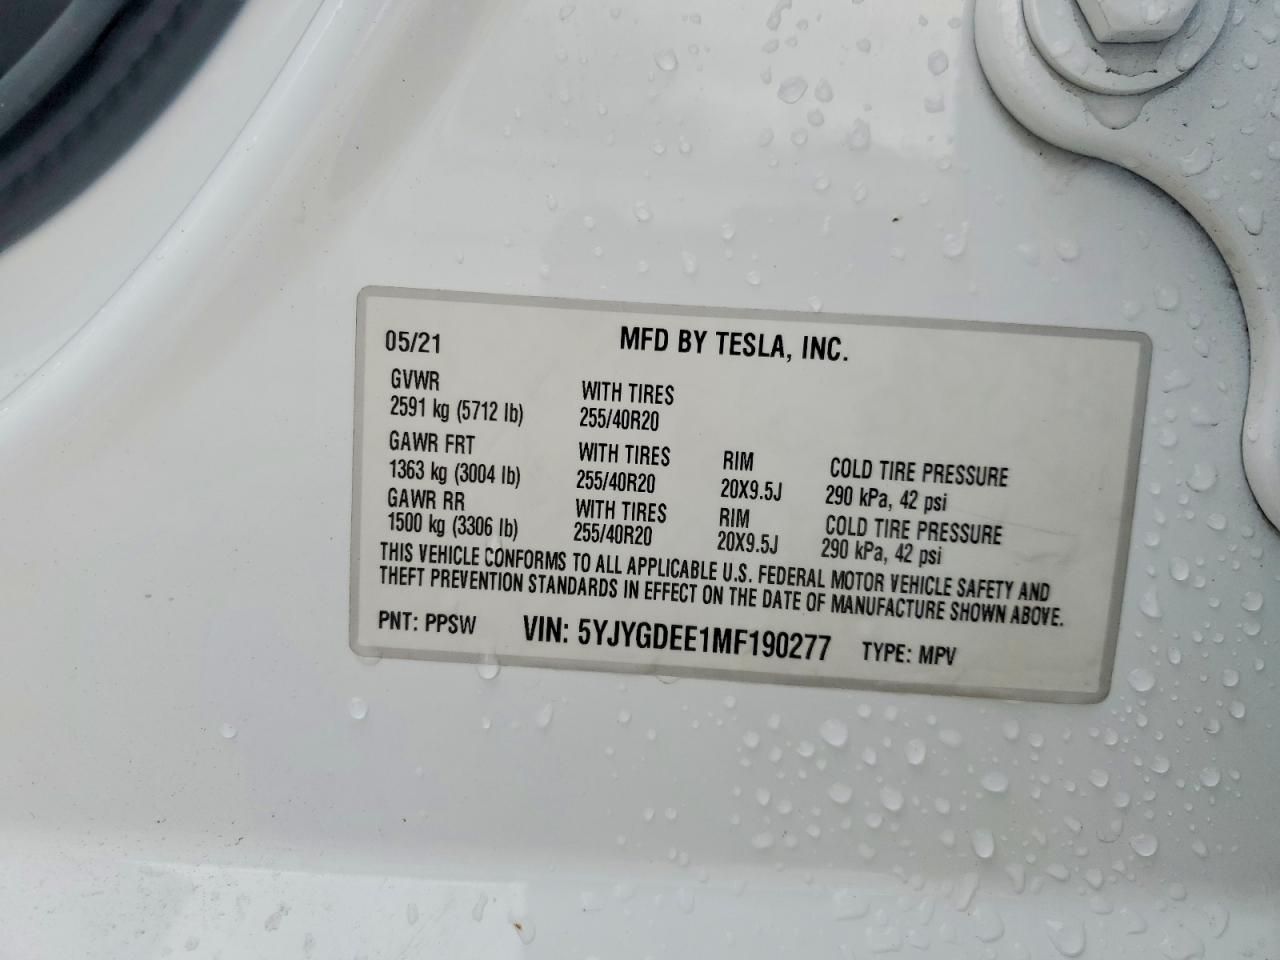 05/21 MFD BY TESLA, INC.
GVWR WITH TIRES
2591 kg (5712 lb) 255/40R20
GAWR FRT WITH TIRES RIM COLD TIRE PRESSURE
1363 kg (3004 lb) 255/40R20 20X9.5J 290 kPa, 42 psi
GAWR RR WITH TIRES RIM COLD TIRE PRESSURE
1500 kg (3306 lb) 255/40R20 20X9.5J 290 kPa, 42 psi
THIS VEHICLE CONFORMS TO ALL APPLICABLE U.S. FEDERAL MOTOR VEHICLE SAFETY AND
THEFT PREVENTION STANDARDS IN EFFECT ON THE DATE OF MANUFACTURE SHOWN ABOVE.
PNT: PPSW VIN: 5YJYGDEE1MF190277 TYPE: MPV